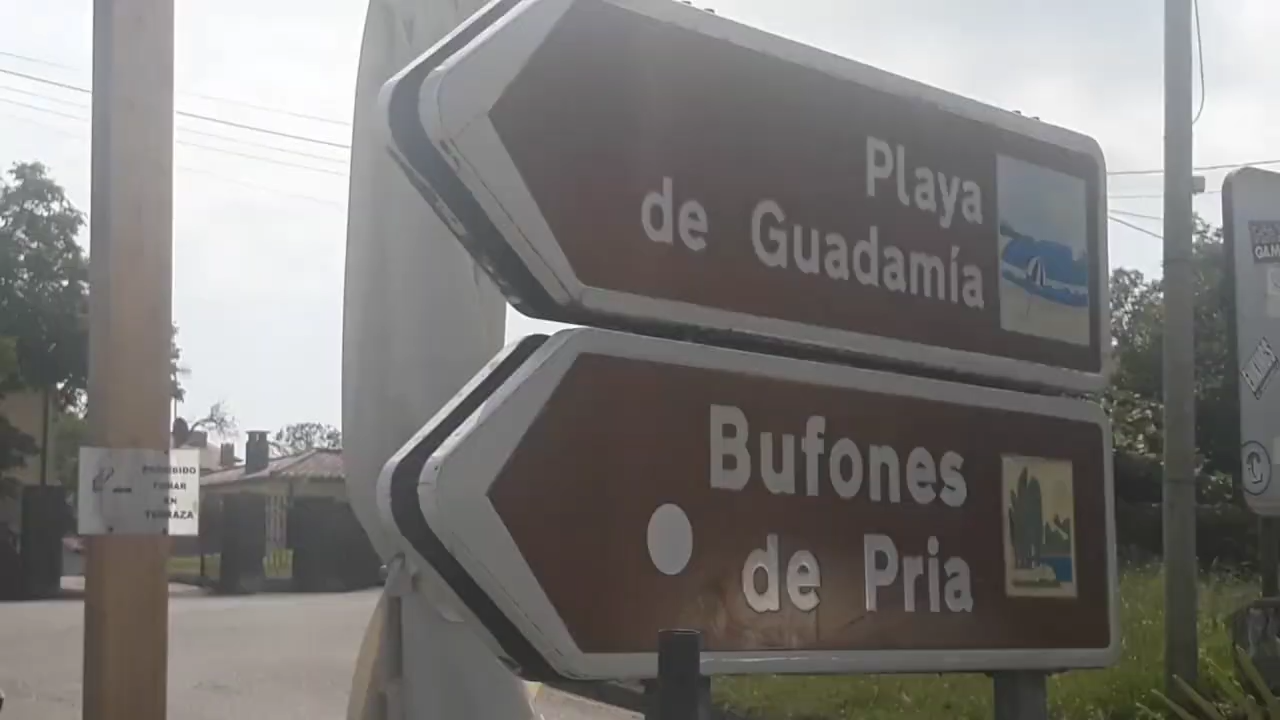 Playa
de Guadamía
Bufones
de Pria
PROHIBIDO
FUMAR
EN
TERRAZA